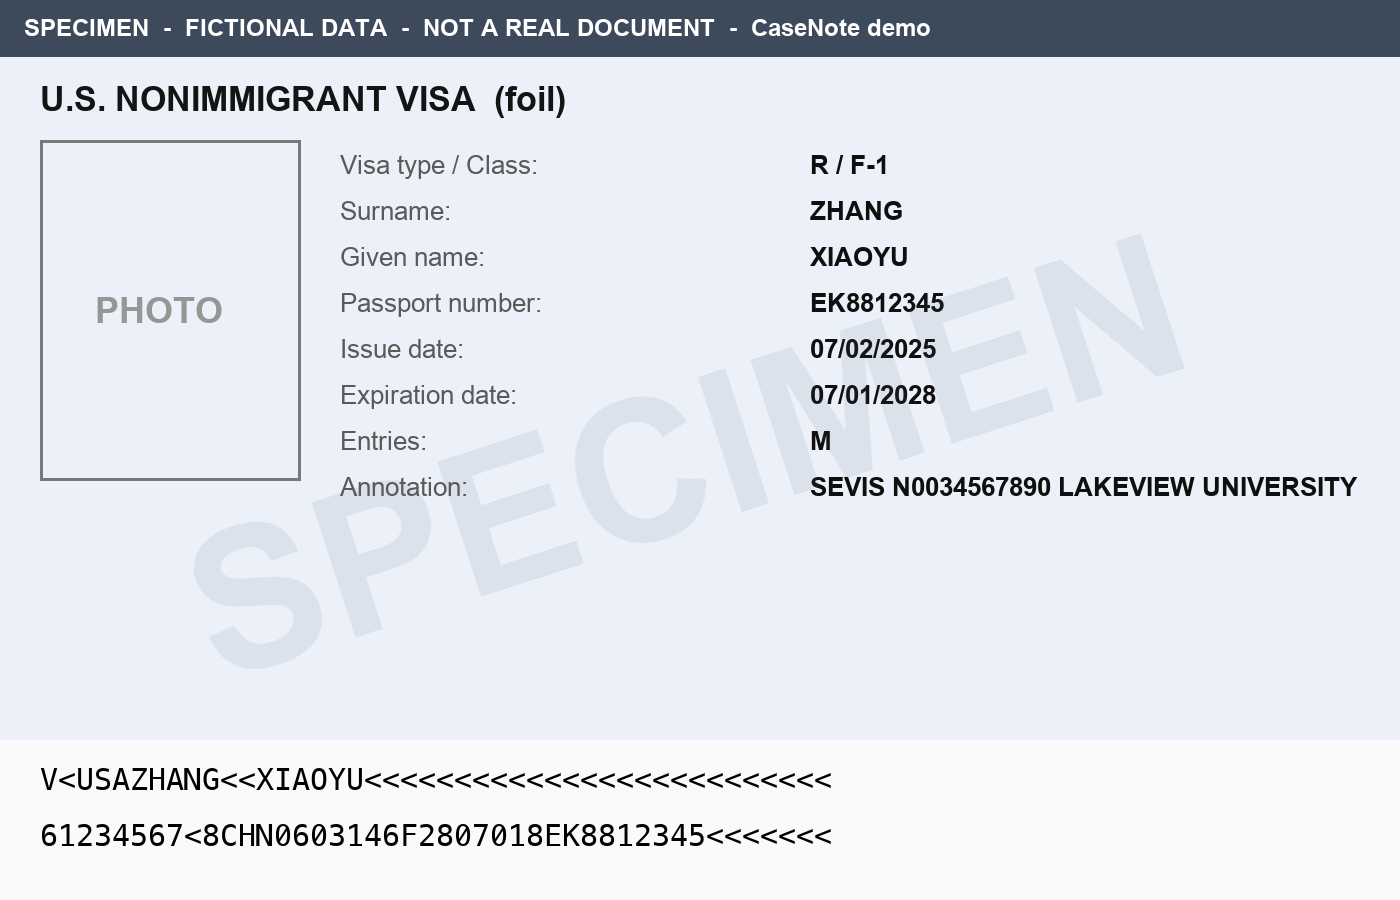 SPECIMEN - FICTIONAL DATA - NOT A REAL DOCUMENT - CaseNote demo
U.S. NONIMMIGRANT VISA (foil)
PHOTO
Visa type / Class: R / F-1
Surname: ZHANG
Given name: XIAOYU
Passport number: EK8812345
Issue date: 07/02/2025
Expiration date: 07/01/2028
Entries: M
Annotation: SEVIS N0034567890 LAKEVIEW UNIVERSITY
SPECIMEN
V<USAZHANG<<XIAOYU<<<<<<<<<<<<<<<<<<<<<<<<<<
61234567<8CHN0603146F2807018EK8812345<<<<<<<